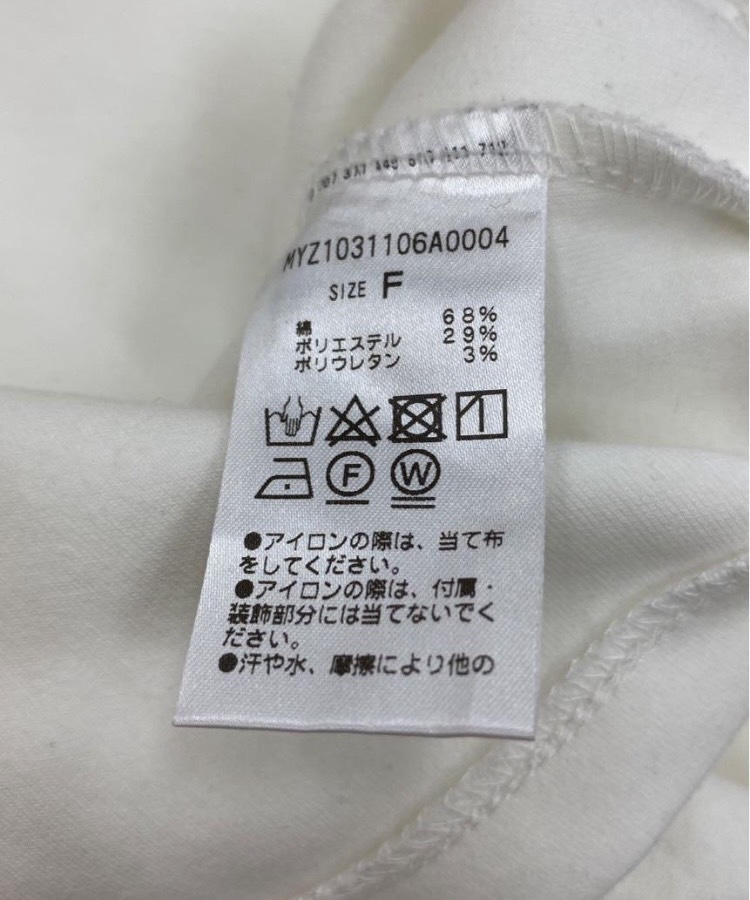 MYZ1031106A0004
SIZE F
綿 68%
ポリエステル 29%
ポリウレタン 3%
F W
●アイロンの際は、当て布
をしてください。
●アイロンの際は、付属・
装飾部分には当てないでく
ださい。
●汗や水、摩擦により他の